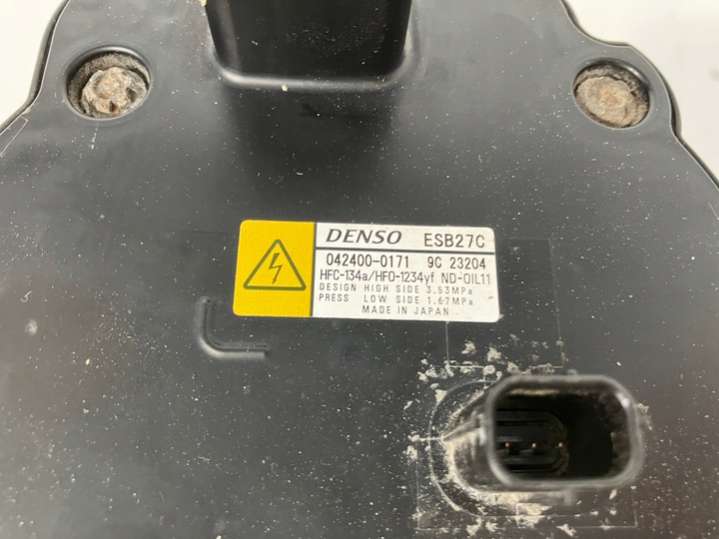 DENSO ESB27C
042400-0171 9C 23204
HFC-134a/HFO-1234yf ND-OIL11
DESIGN HIGH SIDE 3.53MPa
PRESS LOW SIDE 1.67MPa
MADE IN JAPAN